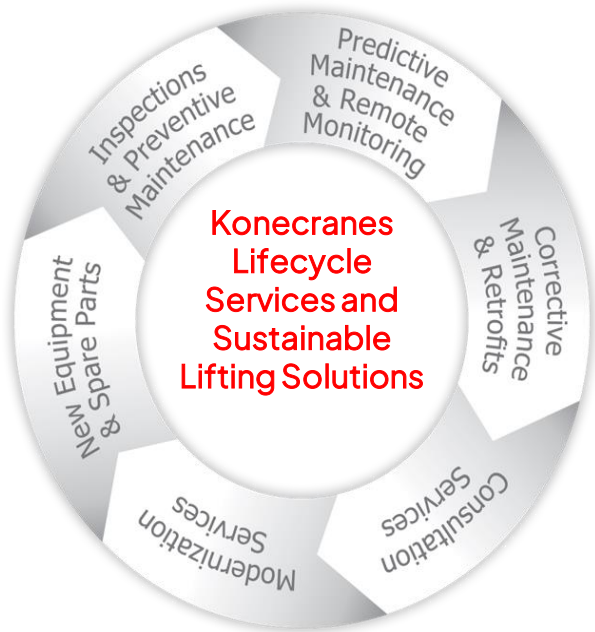 Konecranes
Lifecycle
Services and
Sustainable
Lifting Solutions
Inspections
& Preventive
Maintenance
Predictive
Maintenance
& Remote
Monitoring
Corrective
Maintenance
& Retrofits
Consultation
Services
Modernization
Services
New Equipment
& Spare Parts